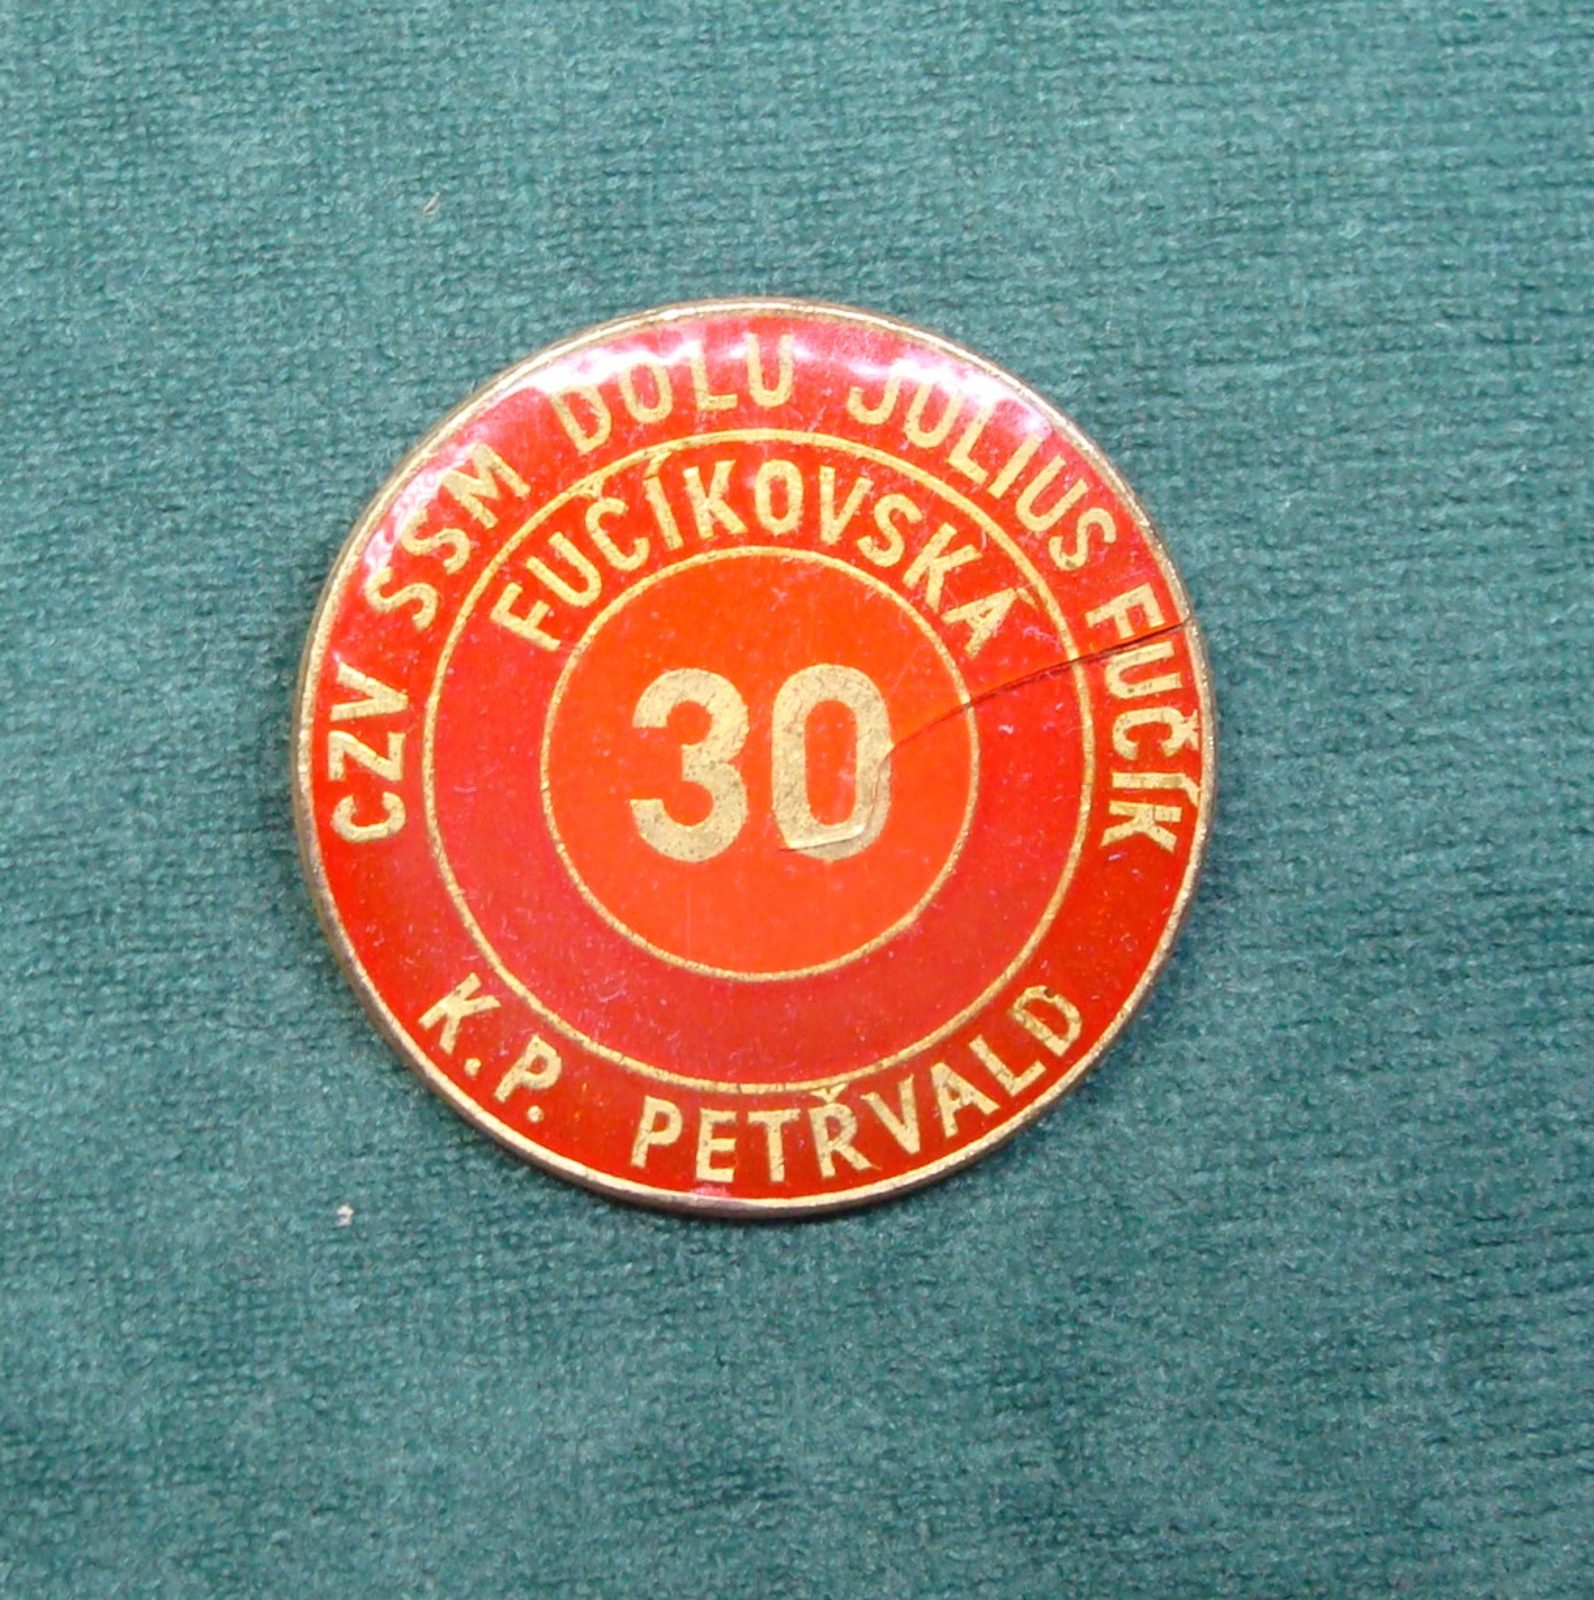 CZV SSM DOLU JULIUS FUČÍK
FUČÍKOVSKÁ
30
K.P. PETŘVALD